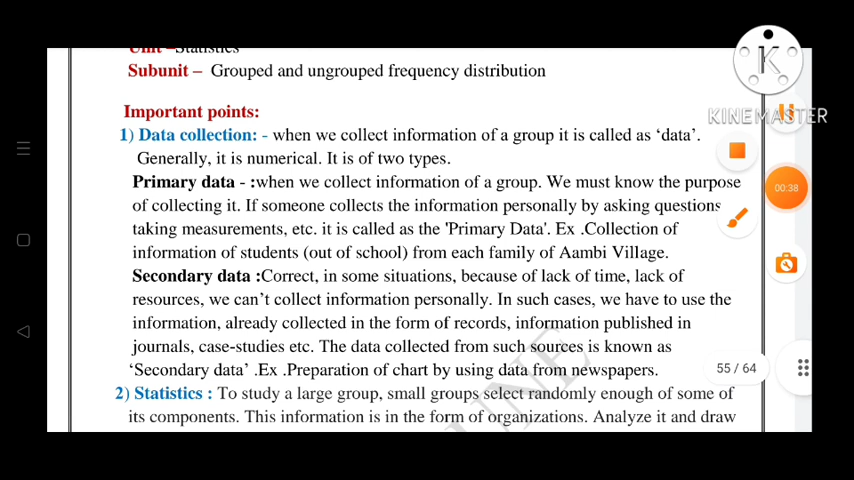 Unit –Statistics
Subunit – Grouped and ungrouped frequency distribution
Important points:
1) Data collection: - when we collect information of a group it is called as ‘data’.
Generally, it is numerical. It is of two types.
Primary data - :when we collect information of a group. We must know the purpose
of collecting it. If someone collects the information personally by asking questions
taking measurements, etc. it is called as the 'Primary Data'. Ex .Collection of
information of students (out of school) from each family of Aambi Village.
Secondary data :Correct, in some situations, because of lack of time, lack of
resources, we can’t collect information personally. In such cases, we have to use the
information, already collected in the form of records, information published in
journals, case-studies etc. The data collected from such sources is known as
‘Secondary data’ .Ex .Preparation of chart by using data from newspapers.
2) Statistics : To study a large group, small groups select randomly enough of some of
its components. This information is in the form of organizations. Analyze it and draw
K
KINEMASTER
00:38
55 / 64